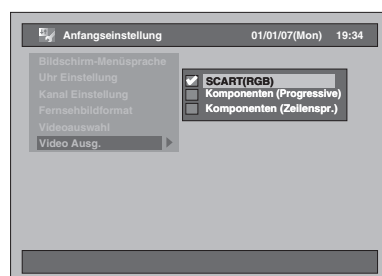 Anfangseinstellung 01/01/07(Mon) 19:34
Bildschirm-Menüsprache
Uhr Einstellung
Kanal Einstellung
Fernsehbildformat
Videoauswahl
Video Ausg.
SCART(RGB)
Komponenten (Progressive)
Komponenten (Zeilenspr.)